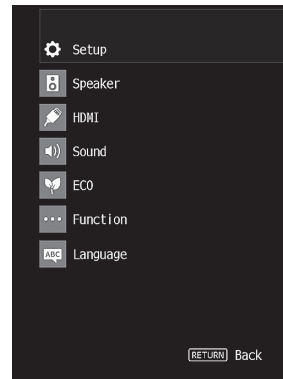 Setup
Speaker
HDMI
Sound
ECO
Function
ABC Language
RETURN Back